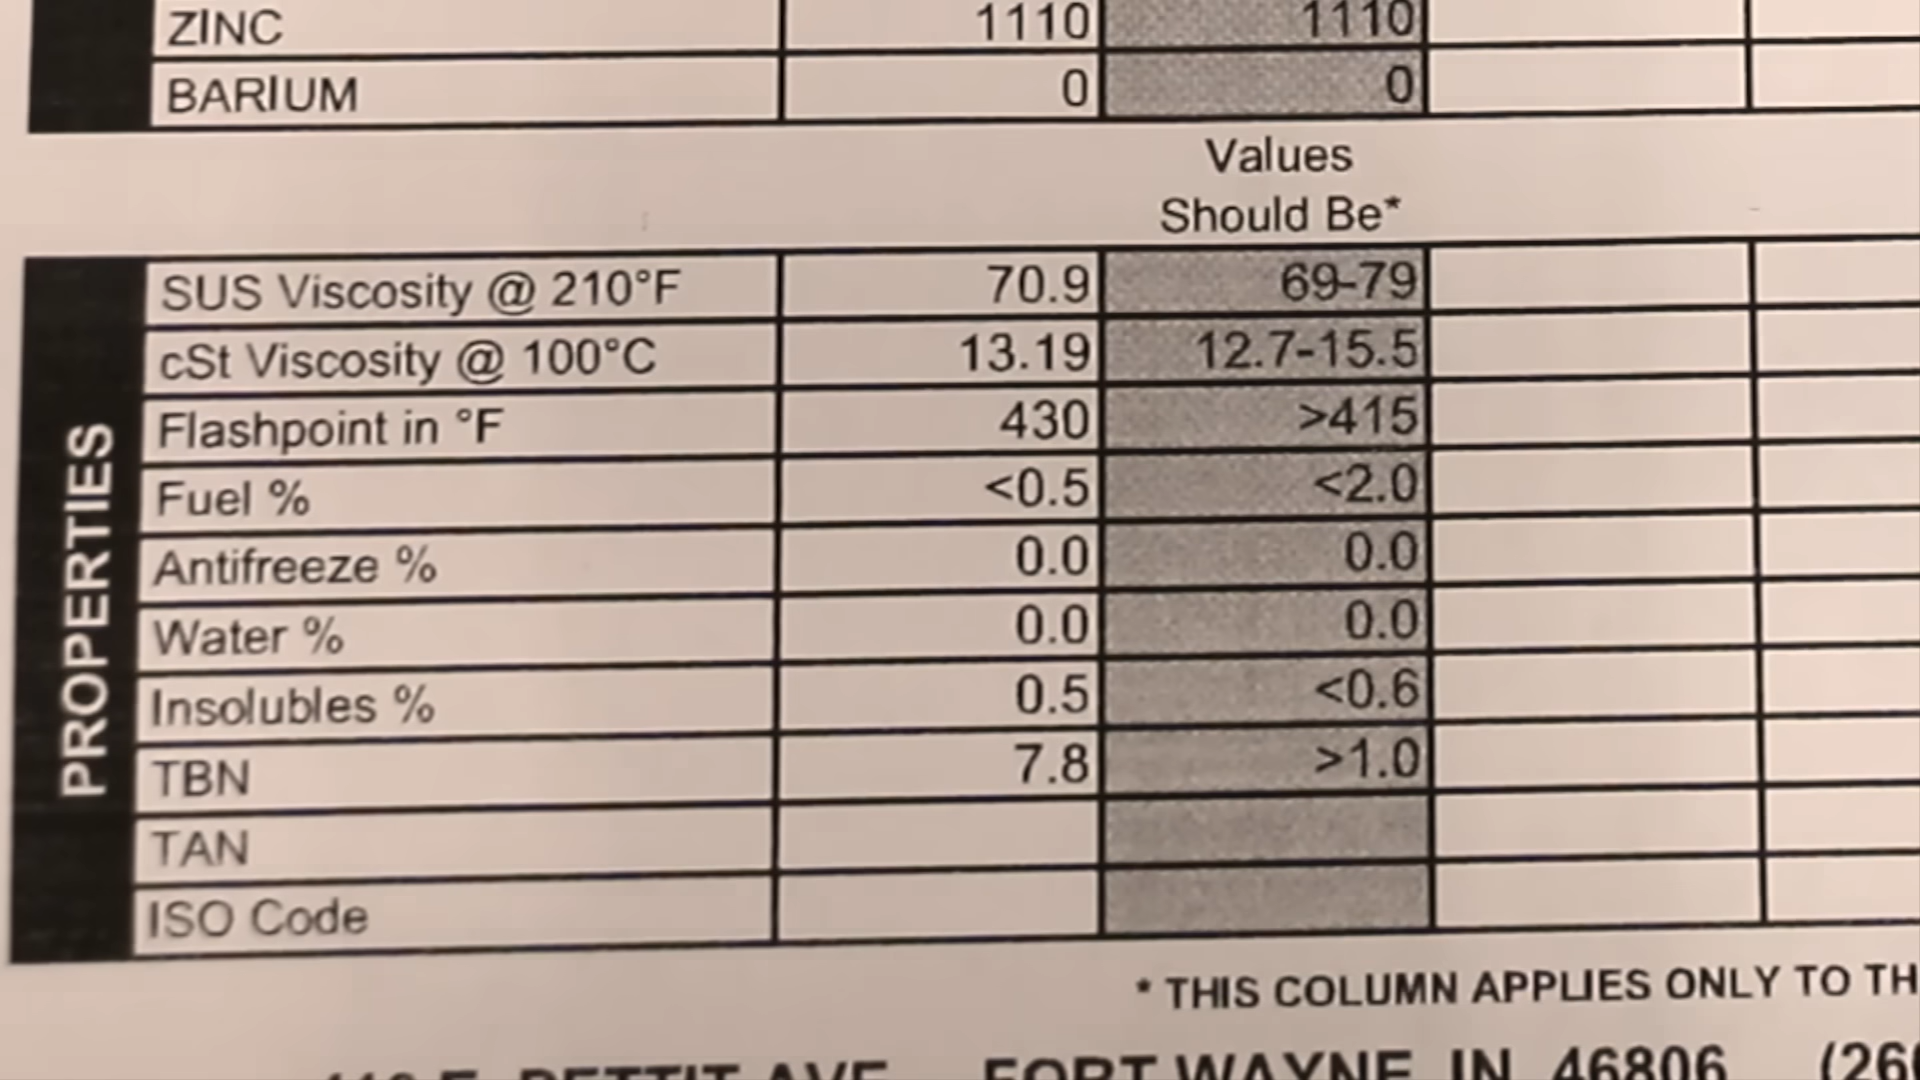 ZINC 1110 1110
BARIUM 0 0
Values
Should Be*
PROPERTIES
SUS Viscosity @ 210°F 70.9 69-79
cSt Viscosity @ 100°C 13.19 12.7-15.5
Flashpoint in °F 430 >415
Fuel % <0.5 <2.0
Antifreeze % 0.0 0.0
Water % 0.0 0.0
Insolubles % 0.5 <0.6
TBN 7.8 >1.0
TAN
ISO Code
* THIS COLUMN APPLIES ONLY TO TH
E. PETTIT AVE FORT WAYNE, IN 46806 (260